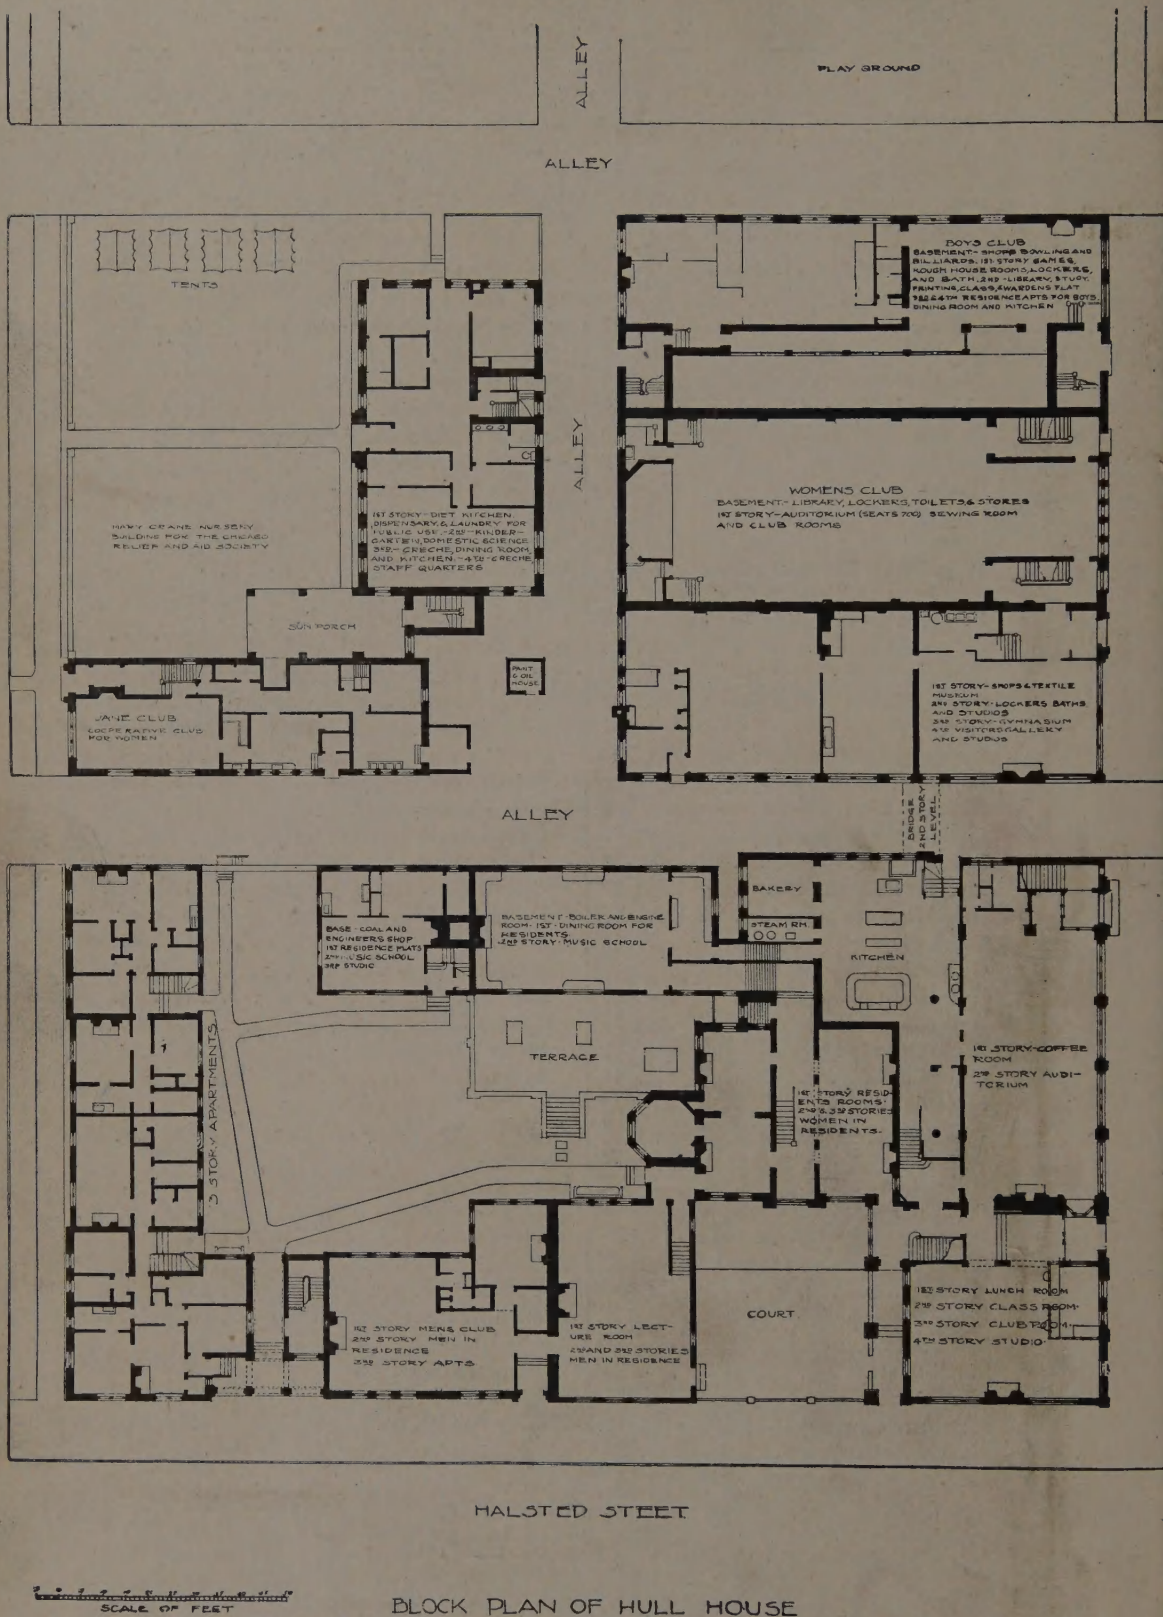 ALLEY
PLAY GROUND
ALLEY
TENTS
BOYS CLUB
BASEMENT - SHOPS BOWLING AND
BILLIARDS. 1ST STORY GAMES,
ROUGH HOUSE ROOMS, LOCKERS,
AND BATH. 2ND - LIBRARY, STUDY,
PRINTING, CLASS, & WARDENS FLAT
3RD & 4TH RESIDENCE APTS FOR BOYS,
DINING ROOM AND KITCHEN
ALLEY
WOMENS CLUB
BASEMENT - LIBRARY, LOCKERS, TOILETS, & STORES
1ST STORY - AUDITORIUM (SEATS 700) SEWING ROOM
AND CLUB ROOMS
MARY CRANE NURSERY
BUILDING FOR THE CHICAGO
RELIEF AND AID SOCIETY
1ST STORY - DIET KITCHEN,
DISPENSARY, & LAUNDRY FOR
PUBLIC USE. - 2ND - KINDER-
GARTEN, DOMESTIC SCIENCE
3RD. - CRECHE, DINING ROOM,
AND KITCHEN. - 4TH - CRECHE,
STAFF QUARTERS
SUN PORCH
PAINT
& OIL
HOUSE
JANE CLUB
COOPERATIVE CLUB
FOR WOMEN
1ST STORY - SHOPS & TEXTILE
MUSEUM
2ND STORY - LOCKERS BATHS
AND STUDIOS
3RD STORY - GYMNASIUM
4TH VISITORS GALLERY
AND STUDIOS
ALLEY
BRIDGE
2ND STORY
LEVEL
BAKERY
STEAM RM.
KITCHEN
BASE - COAL AND
ENGINEERS SHOP
1ST RESIDENCE FLATS
2ND MUSIC SCHOOL
3RD STUDIO
BASEMENT - BOILER AND ENGINE
ROOM. 1ST - DINING ROOM FOR
RESIDENTS.
2ND STORY - MUSIC SCHOOL
3 STORY APARTMENTS.
TERRACE
1ST STORY RESID-
ENTS ROOMS.
2ND & 3RD STORIES
WOMEN IN
RESIDENTS.
1ST STORY - COFFEE
ROOM
2ND STORY AUDI-
TORIUM
1ST STORY MENS CLUB
2ND STORY MEN IN
RESIDENCE
3RD STORY APTS.
1ST STORY LECT-
URE ROOM
2ND AND 3RD STORIES
MEN IN RESIDENCE
COURT
1ST STORY LUNCH ROOM
2ND STORY CLASS ROOM.
3RD STORY CLUB ROOM.
4TH STORY STUDIO.
HALSTED STEET.
SCALE OF FEET
BLOCK PLAN OF HULL HOUSE